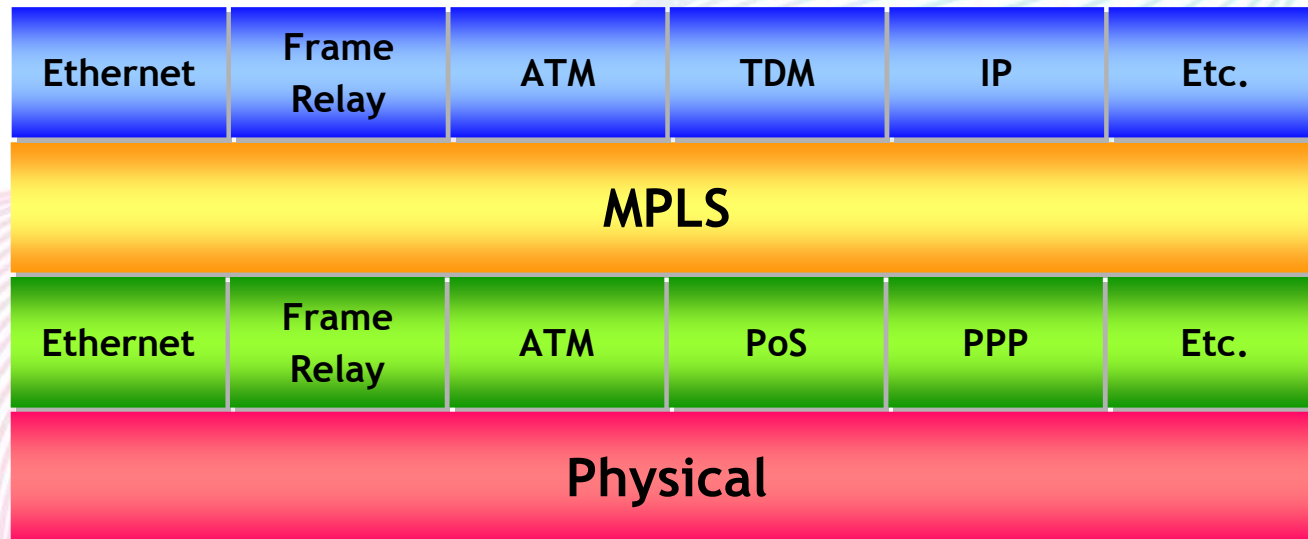 Ethernet
Frame
Relay
ATM
TDM
IP
Etc.
MPLS
Ethernet
Frame
Relay
ATM
PoS
PPP
Etc.
Physical